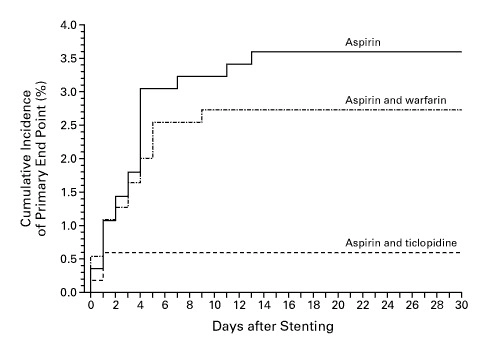 4.0
3.5
3.0
2.5
2.0
1.5
1.0
0.5
0.0
Cumulative Incidence
of Primary End Point (%)
Aspirin
Aspirin and warfarin
Aspirin and ticlopidine
0 2 4 6 8 10 12 14 16 18 20 22 24 26 28 30
Days after Stenting